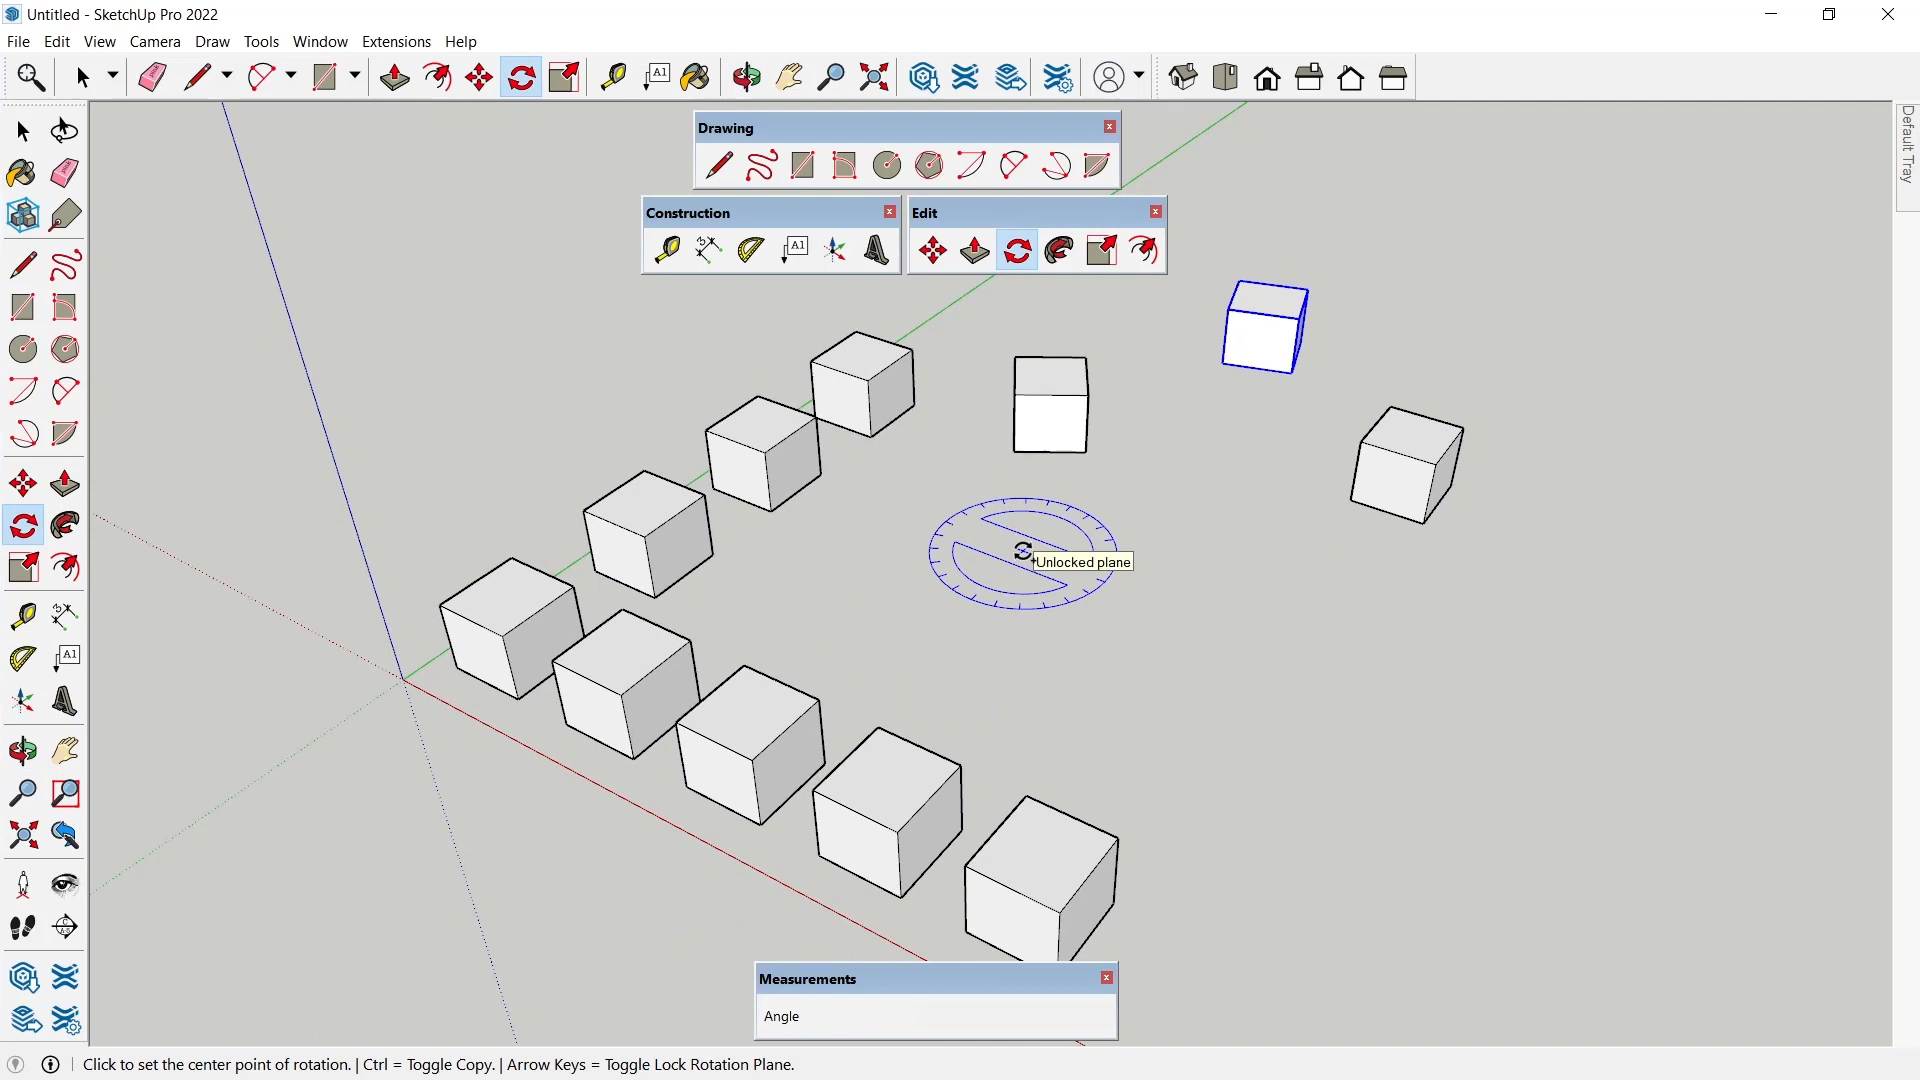 Untitled - SketchUp Pro 2022
File Edit View Camera Draw Tools Window Extensions Help
Default Tray
Drawing
Construction
Edit
Unlocked plane
Measurements
Angle
Click to set the center point of rotation. | Ctrl = Toggle Copy. | Arrow Keys = Toggle Lock Rotation Plane.